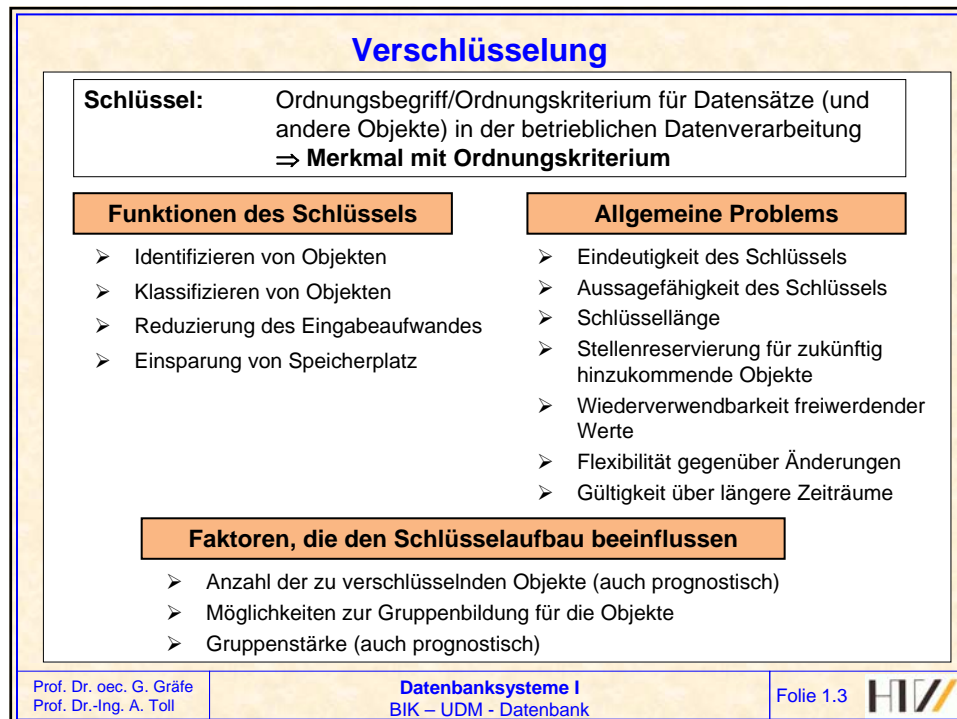 Verschlüsselung
Schlüssel: Ordnungsbegriff/Ordnungskriterium für Datensätze (und
andere Objekte) in der betrieblichen Datenverarbeitung
⇒ Merkmal mit Ordnungskriterium
Funktionen des Schlüssels
➢ Identifizieren von Objekten
➢ Klassifizieren von Objekten
➢ Reduzierung des Eingabeaufwandes
➢ Einsparung von Speicherplatz
Allgemeine Problems
➢ Eindeutigkeit des Schlüssels
➢ Aussagefähigkeit des Schlüssels
➢ Schlüssellänge
➢ Stellenreservierung für zukünftig
hinzukommende Objekte
➢ Wiederverwendbarkeit freiwerdender
Werte
➢ Flexibilität gegenüber Änderungen
➢ Gültigkeit über längere Zeiträume
Faktoren, die den Schlüsselaufbau beeinflussen
➢ Anzahl der zu verschlüsselnden Objekte (auch prognostisch)
➢ Möglichkeiten zur Gruppenbildung für die Objekte
➢ Gruppenstärke (auch prognostisch)
Prof. Dr. oec. G. Gräfe
Prof. Dr.-Ing. A. Toll
Datenbanksysteme I
BIK – UDM - Datenbank
Folie 1.3